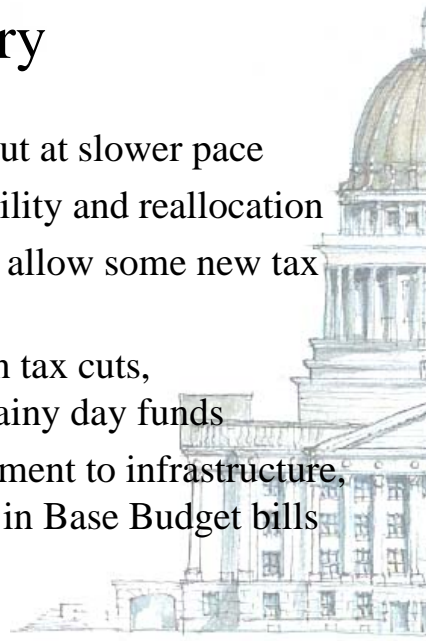 ry
ut at slower pace
ility and reallocation
allow some new tax
n tax cuts,
ainy day funds
ment to infrastructure,
in Base Budget bills